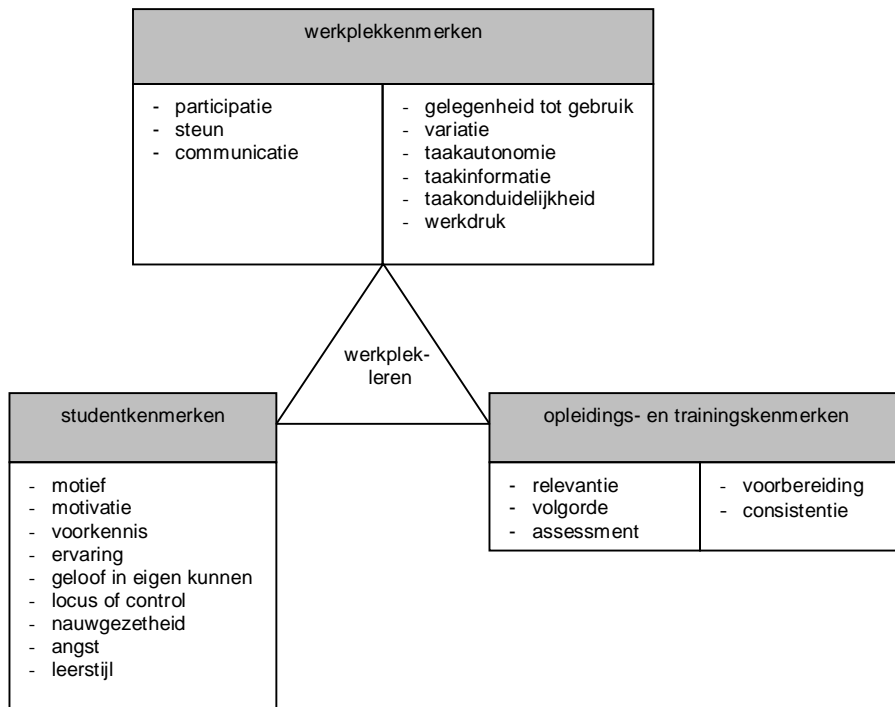 werkplekkenmerken
- participatie
- steun
- communicatie
- gelegenheid tot gebruik
- variatie
- taakautonomie
- taakinformatie
- taakonduidelijkheid
- werkdruk
werkplek-
leren
studentkenmerken
- motief
- motivatie
- voorkennis
- ervaring
- geloof in eigen kunnen
- locus of control
- nauwgezetheid
- angst
- leerstijl
opleidings- en trainingskenmerken
- relevantie
- volgorde
- assessment
- voorbereiding
- consistentie